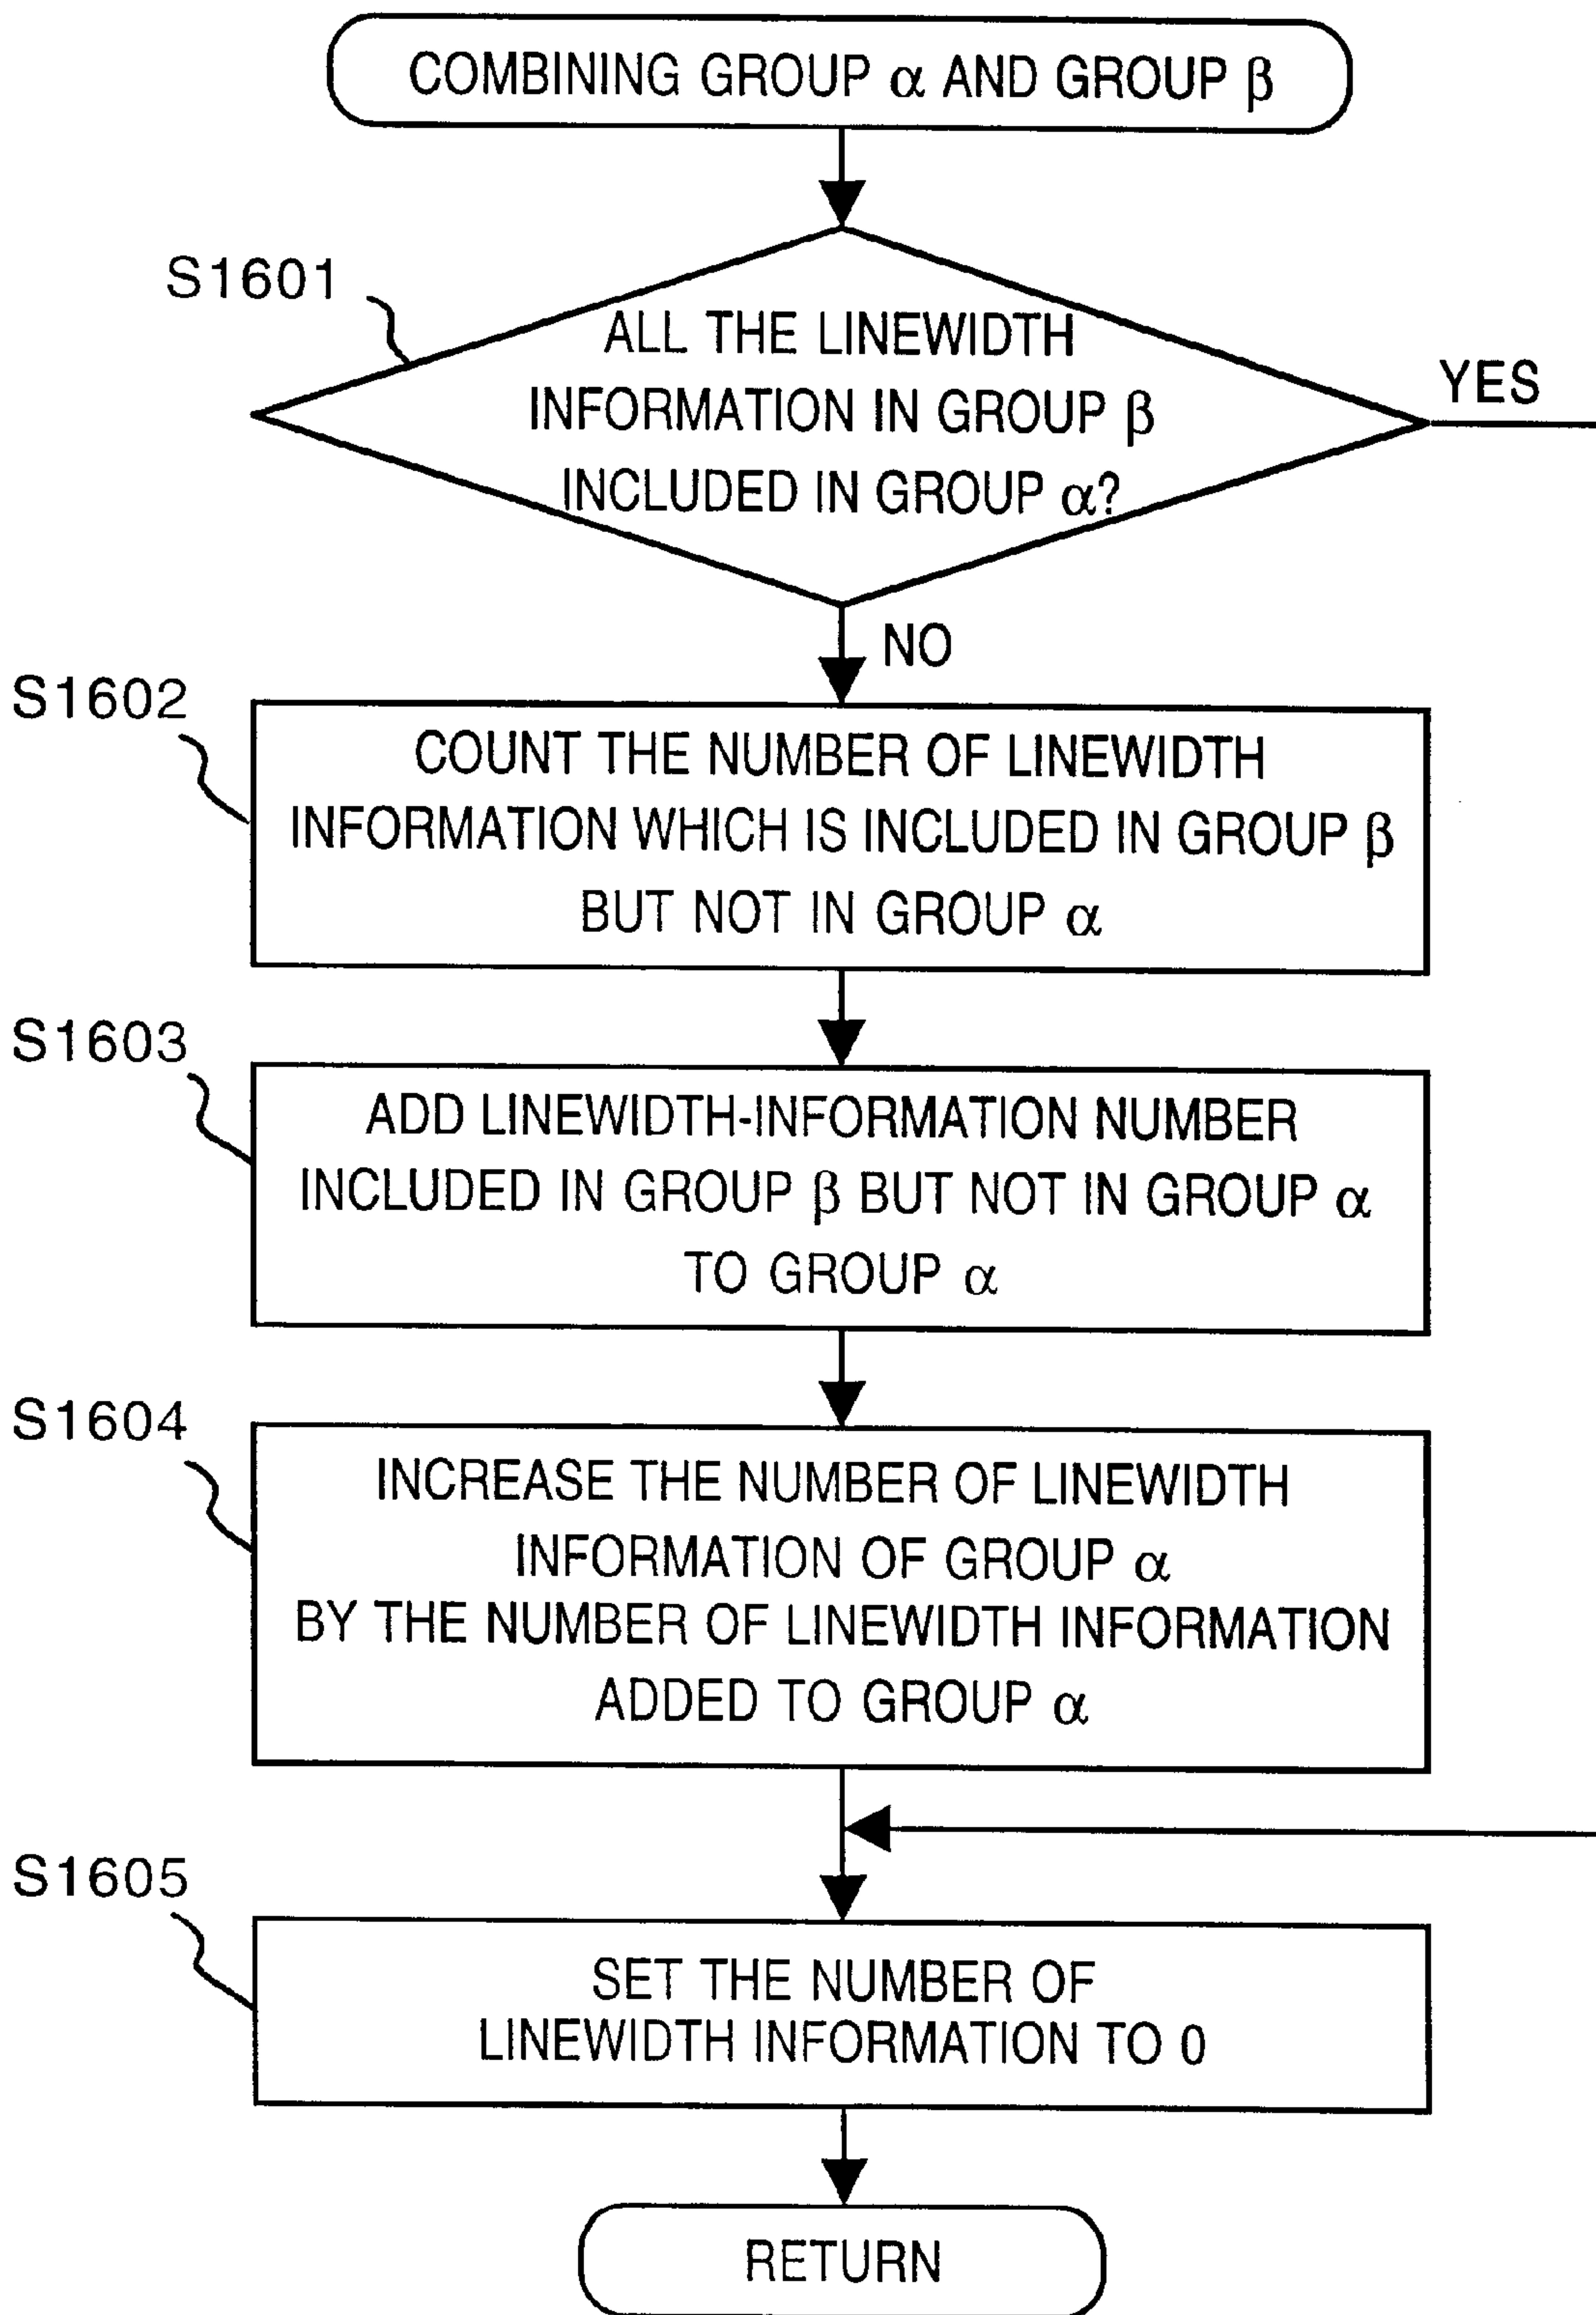 COMBINING GROUP α AND GROUP β
S1601
ALL THE LINEWIDTH
INFORMATION IN GROUP β
INCLUDED IN GROUP α?
YES
NO
S1602
COUNT THE NUMBER OF LINEWIDTH
INFORMATION WHICH IS INCLUDED IN GROUP β
BUT NOT IN GROUP α
S1603
ADD LINEWIDTH-INFORMATION NUMBER
INCLUDED IN GROUP β BUT NOT IN GROUP α
TO GROUP α
S1604
INCREASE THE NUMBER OF LINEWIDTH
INFORMATION OF GROUP α
BY THE NUMBER OF LINEWIDTH INFORMATION
ADDED TO GROUP α
S1605
SET THE NUMBER OF
LINEWIDTH INFORMATION TO 0
RETURN